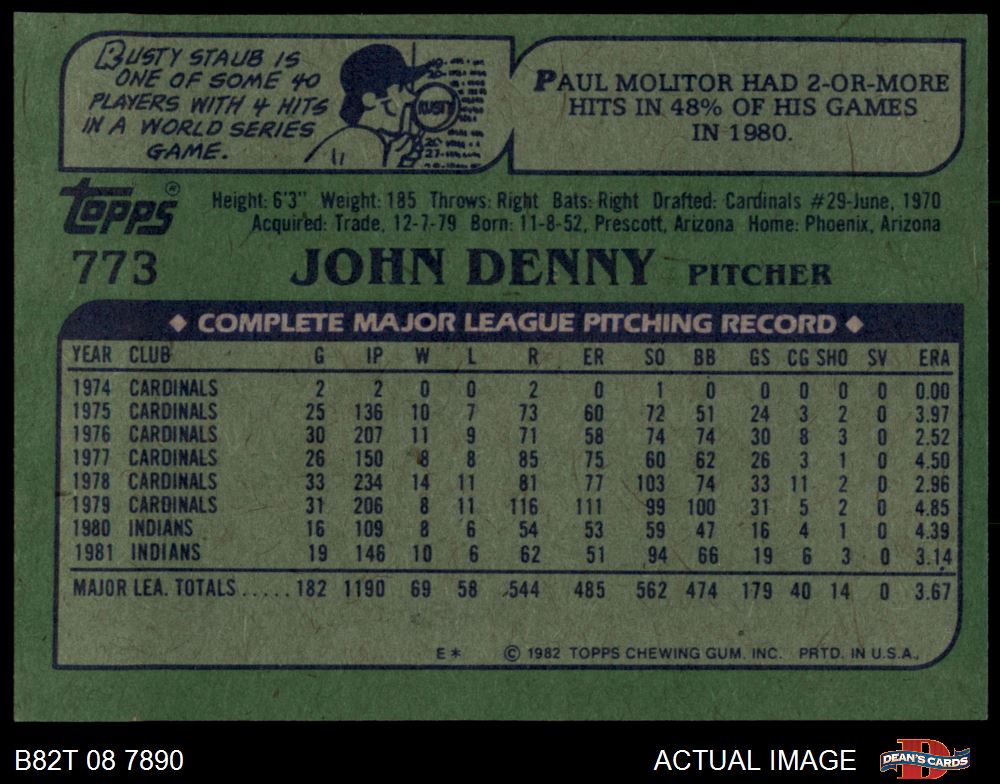 RUSTY STAUB IS
ONE OF SOME 40
PLAYERS WITH 4 HITS
IN A WORLD SERIES
GAME.
RUSTY
PAUL MOLITOR HAD 2-OR-MORE
HITS IN 48% OF HIS GAMES
IN 1980.
Topps®
Height: 6'3" Weight: 185 Throws: Right Bats: Right Drafted: Cardinals #29-June, 1970
Acquired: Trade, 12-7-79 Born: 11-8-52, Prescott, Arizona Home: Phoenix, Arizona
773 JOHN DENNY PITCHER
◆ COMPLETE MAJOR LEAGUE PITCHING RECORD ◆
YEAR CLUB G IP W L R ER SO BB GS CG SHO SV ERA
1974 CARDINALS 2 2 0 0 2 0 1 0 0 0 0 0 0.00
1975 CARDINALS 25 136 10 7 73 60 72 51 24 3 2 0 3.97
1976 CARDINALS 30 207 11 9 71 58 74 74 30 8 3 0 2.52
1977 CARDINALS 26 150 8 8 85 75 60 62 26 3 1 0 4.50
1978 CARDINALS 33 234 14 11 81 77 103 74 33 11 2 0 2.96
1979 CARDINALS 31 206 8 11 116 111 99 100 31 5 2 0 4.85
1980 INDIANS 16 109 8 6 54 53 59 47 16 4 1 0 4.39
1981 INDIANS 19 146 10 6 62 51 94 66 19 6 3 0 3.14
MAJOR LEA. TOTALS..... 182 1190 69 58 544 485 562 474 179 40 14 0 3.67
E* © 1982 TOPPS CHEWING GUM. INC. PRTD. IN U.S.A.
B82T 08 7890
ACTUAL IMAGE
DEAN'S CARDS